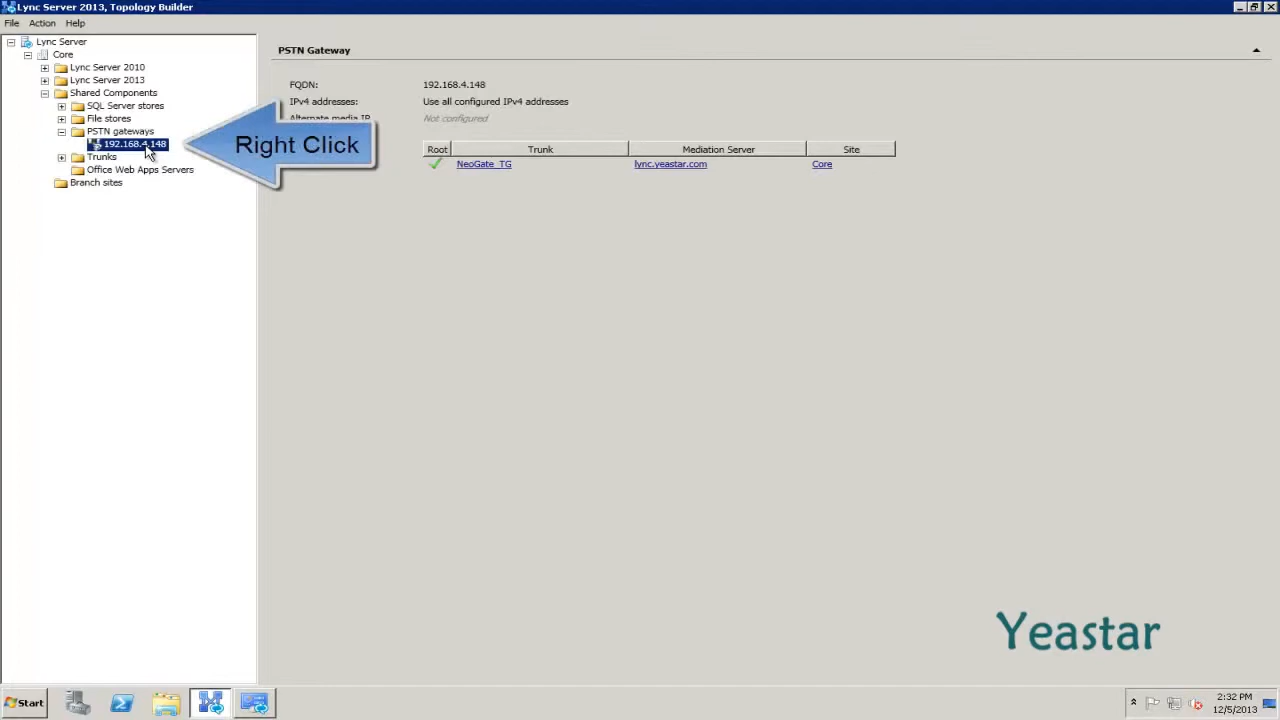 Lync Server 2013, Topology Builder
File Action Help
Lync Server
Core
Lync Server 2010
Lync Server 2013
Shared Components
SQL Server stores
File stores
PSTN gateways
192.168.4.148
Trunks
Office Web Apps Servers
Branch sites
Right Click
PSTN Gateway
FQDN: 192.168.4.148
IPv4 addresses: Use all configured IPv4 addresses
Alternate media IP Not configured
Root Trunk Mediation Server Site
NeoGate_TG lync.yeastar.com Core
Yeastar
Start
2:32 PM
12/5/2013